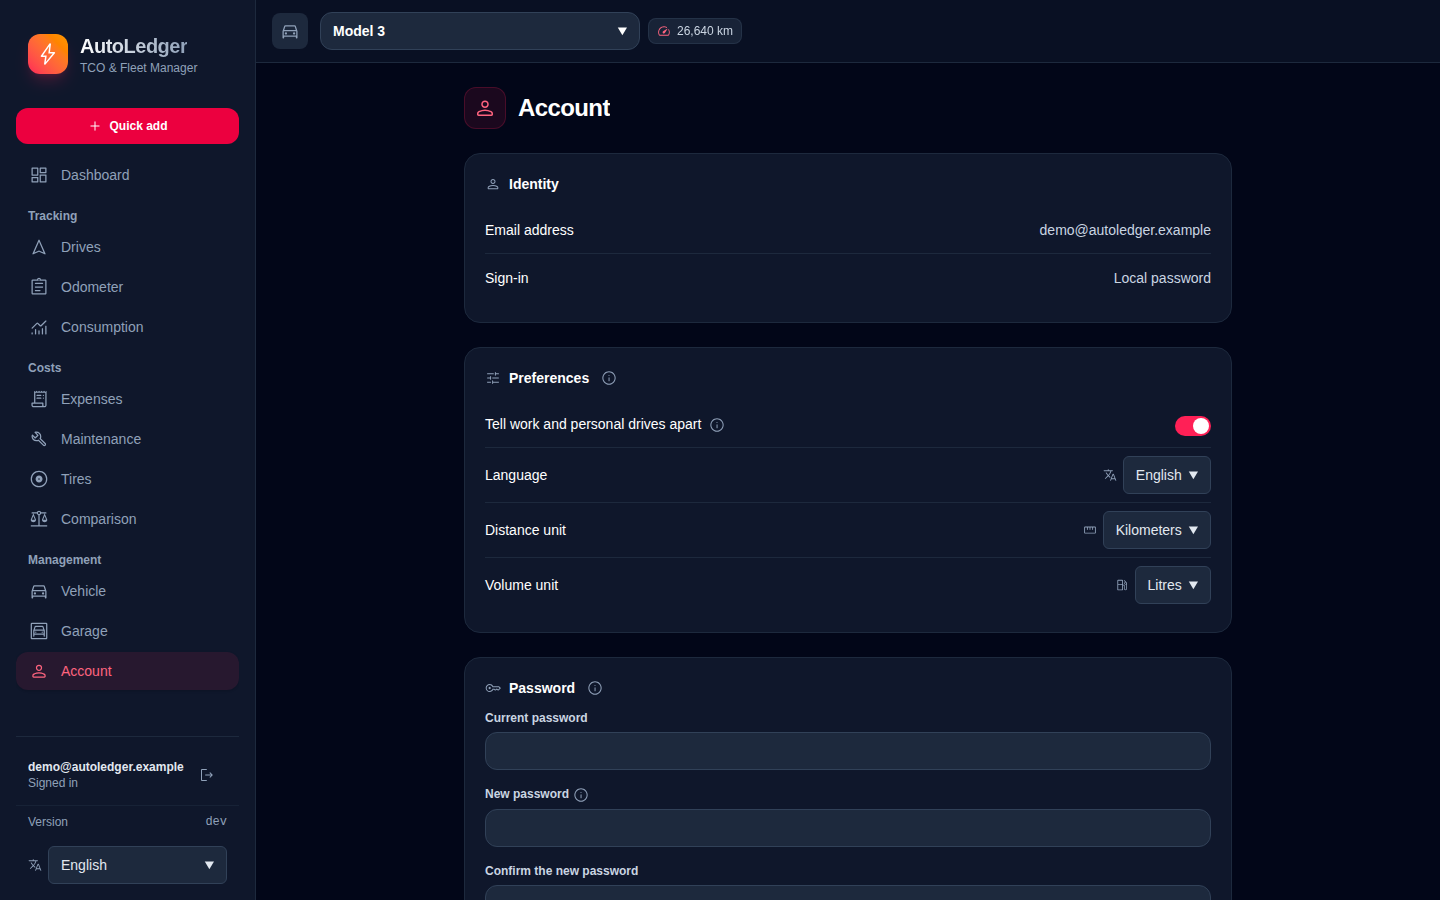 AutoLedger
TCO & Fleet Manager
Quick add
Dashboard
Tracking
Drives
Odometer
Consumption
Costs
Expenses
Maintenance
Tires
Comparison
Management
Vehicle
Garage
Account
demo@autoledger.example
Signed in
Version dev
English
Model 3
26,640 km
Account
Identity
Email address demo@autoledger.example
Sign-in Local password
Preferences
Tell work and personal drives apart
Language English
Distance unit Kilometers
Volume unit Litres
Password
Current password
New password
Confirm the new password